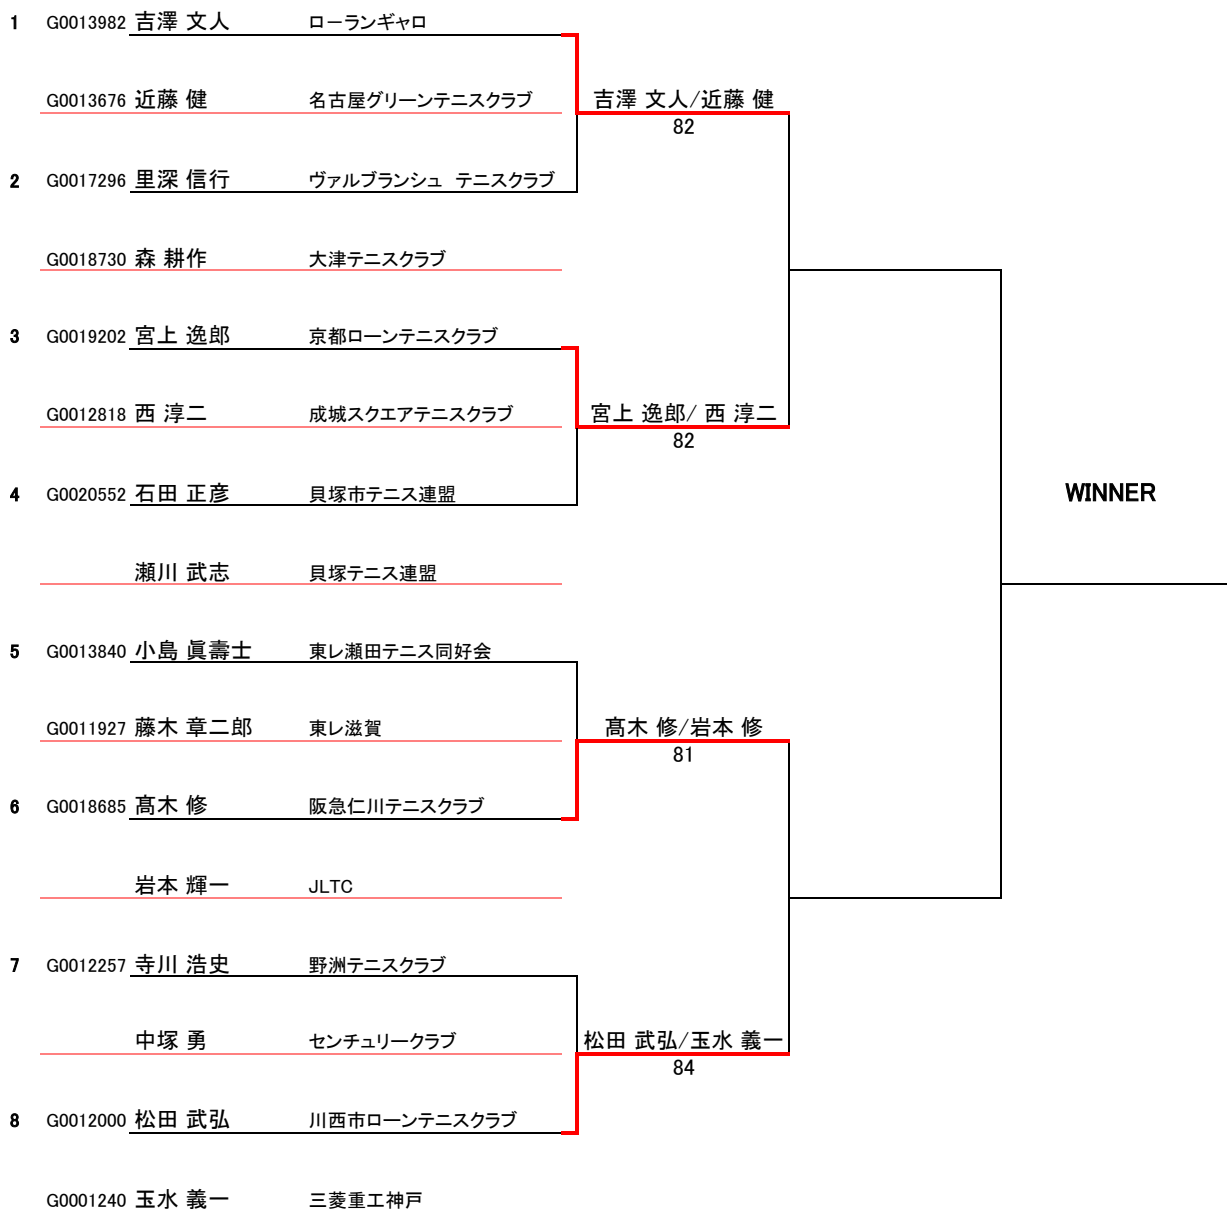 1 G0013982 吉澤 文人 ローランギャロ
G0013676 近藤 健 名古屋グリーンテニスクラブ 吉澤 文人/近藤 健
82
2 G0017296 里深 信行 ヴァルブランシュ テニスクラブ
G0018730 森 耕作 大津テニスクラブ
3 G0019202 宮上 逸郎 京都ローンテニスクラブ
G0012818 西 淳二 成城スクエアテニスクラブ 宮上 逸郎/ 西 淳二
82
4 G0020552 石田 正彦 貝塚市テニス連盟 WINNER
瀬川 武志 貝塚テニス連盟
5 G0013840 小島 眞壽士 東レ瀬田テニス同好会
G0011927 藤木 章二郎 東レ滋賀 髙木 修/岩本 修
81
6 G0018685 髙木 修 阪急仁川テニスクラブ
岩本 輝一 JLTC
7 G0012257 寺川 浩史 野洲テニスクラブ
中塚 勇 センチュリークラブ 松田 武弘/玉水 義一
84
8 G0012000 松田 武弘 川西市ローンテニスクラブ
G0001240 玉水 義一 三菱重工神戸